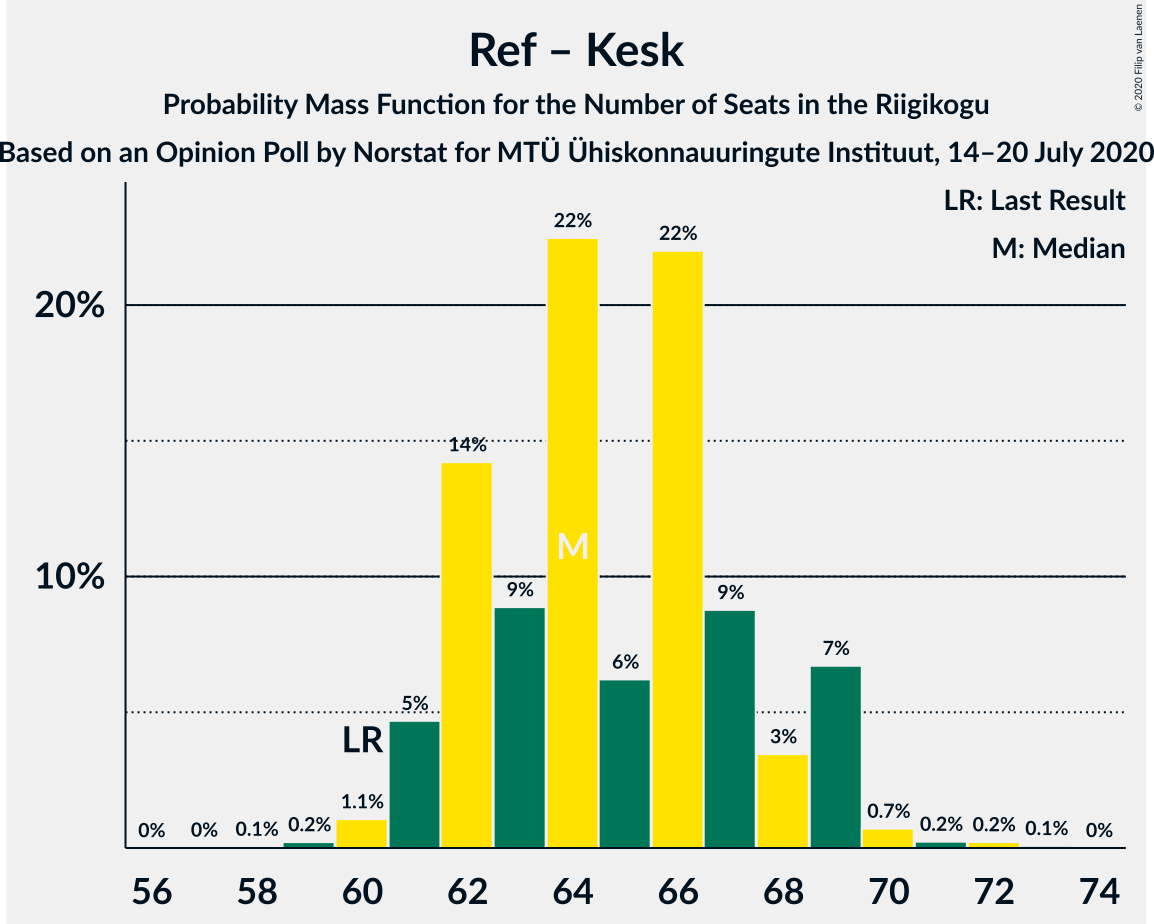 Ref – Kesk
Probability Mass Function for the Number of Seats in the Riigikogu
Based on an Opinion Poll by Norstat for MTÜ Ühiskonnauuringute Instituut, 14–20 July 2020
© 2020 Filip van Laenen
LR: Last Result
M: Median
20%
10%
0%
0%
0.1%
0.2%
1.1%
LR
5%
14%
9%
22%
M
6%
22%
9%
3%
7%
0.7%
0.2%
0.2%
0.1%
0%
56 58 60 62 64 66 68 70 72 74